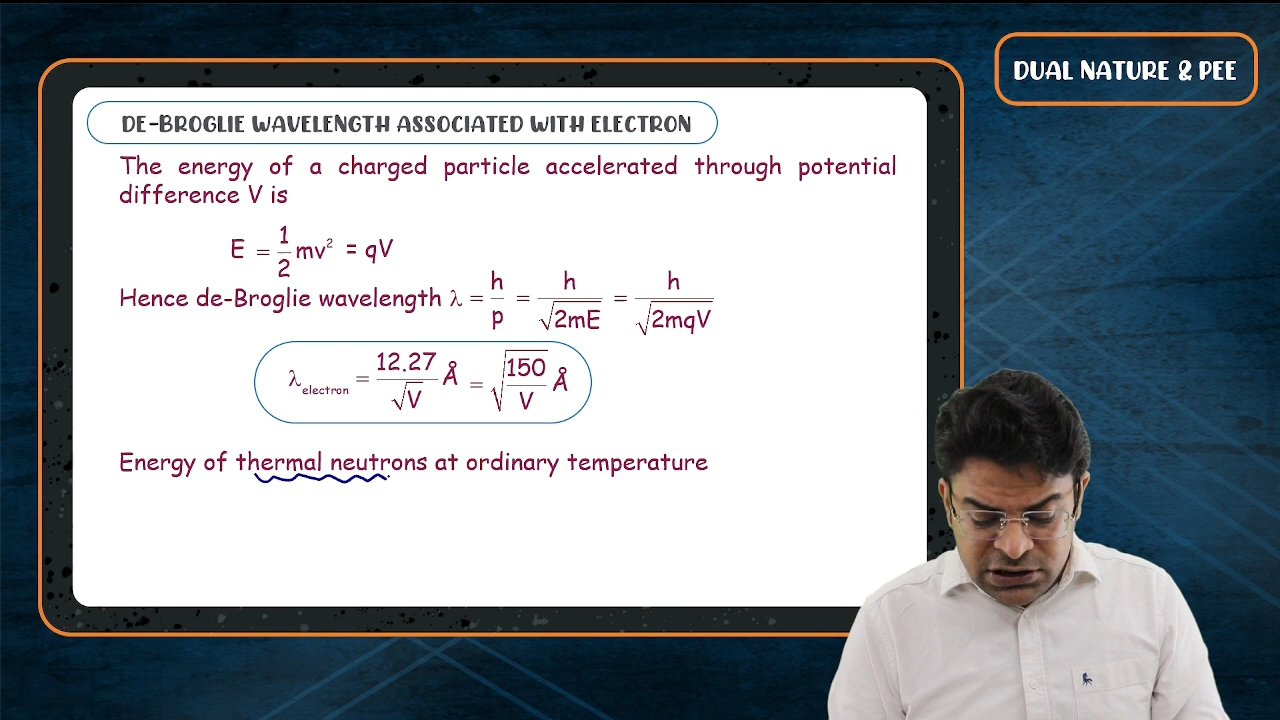 DUAL NATURE & PEE
DE-BROGLIE WAVELENGTH ASSOCIATED WITH ELECTRON
The energy of a charged particle accelerated through potential
difference V is
E = 1/2 mv² = qV
Hence de-Broglie wavelength λ = h/p = h/√2mE = h/√2mqV
λelectron = 12.27/√V Å = √150/V Å
Energy of thermal neutrons at ordinary temperature